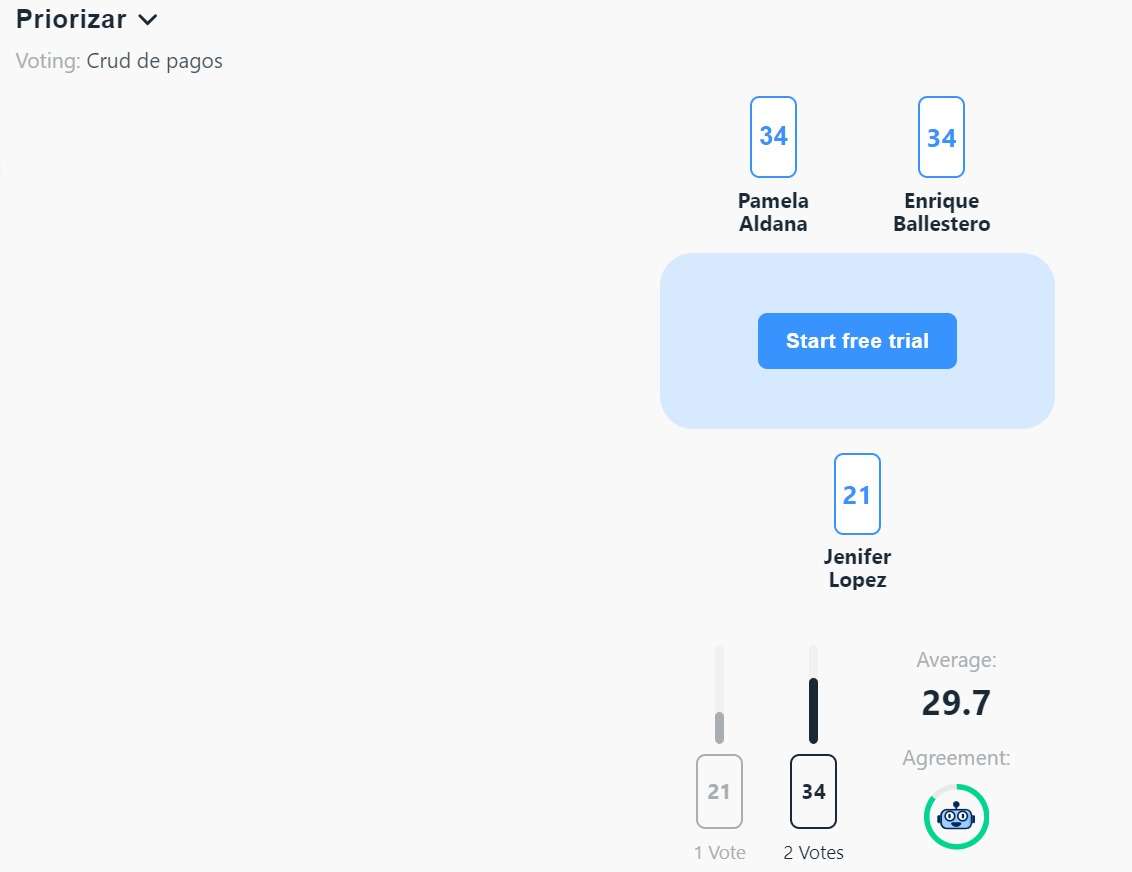 Priorizar
Voting: Crud de pagos
34
34
Pamela
Aldana
Enrique
Ballestero
Start free trial
21
Jenifer
Lopez
21
34
1 Vote
2 Votes
Average:
29.7
Agreement: